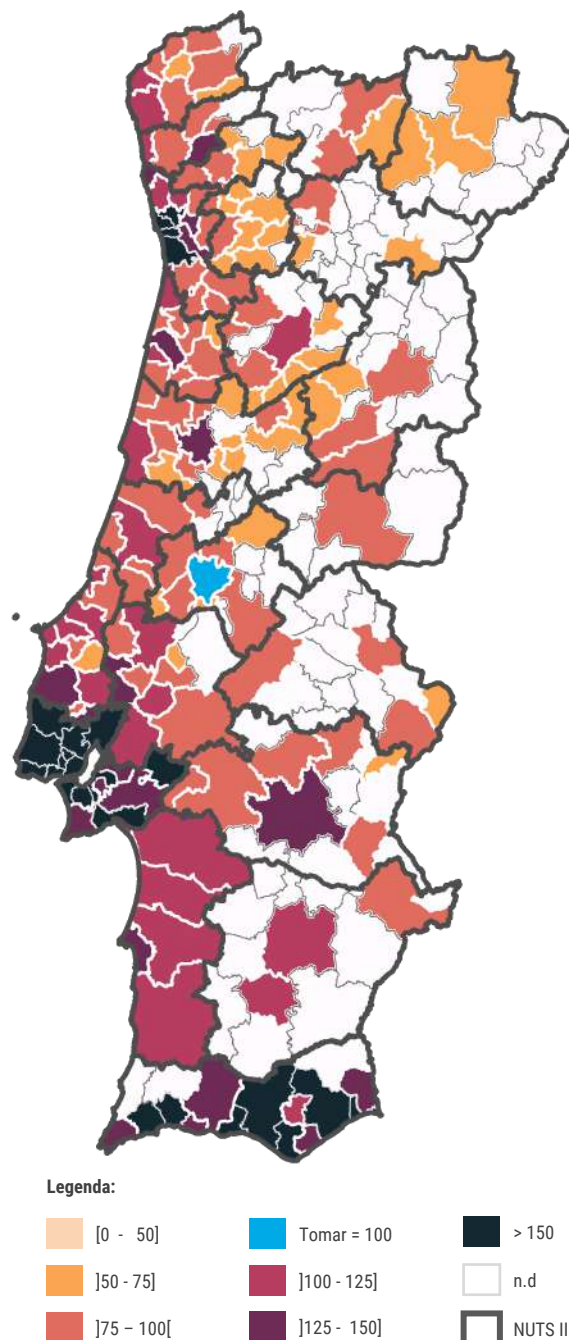 Legenda:
[0 - 50]
Tomar = 100
> 150
]50 - 75]
]100 - 125]
n.d
]75 – 100[
]125 - 150]
NUTS II